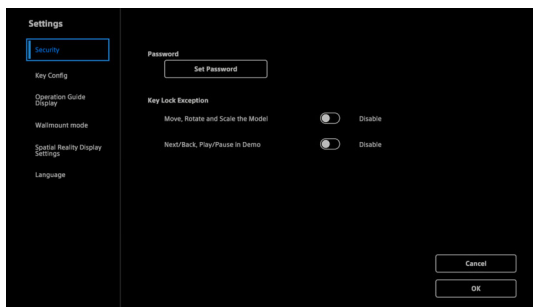 Settings
Security
Key Config
Operation Guide
Display
Wallmount mode
Spatial Reality Display
Settings
Language
Password
Set Password
Key Lock Exception
Move, Rotate and Scale the Model
Disable
Next/Back, Play/Pause in Demo
Disable
Cancel
OK